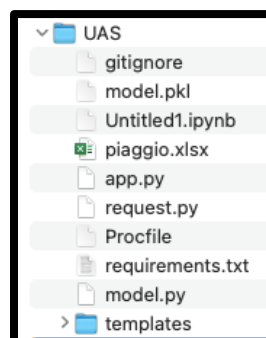 UAS
gitignore
model.pkl
Untitled1.ipynb
piaggio.xlsx
app.py
request.py
Procfile
requirements.txt
model.py
templates